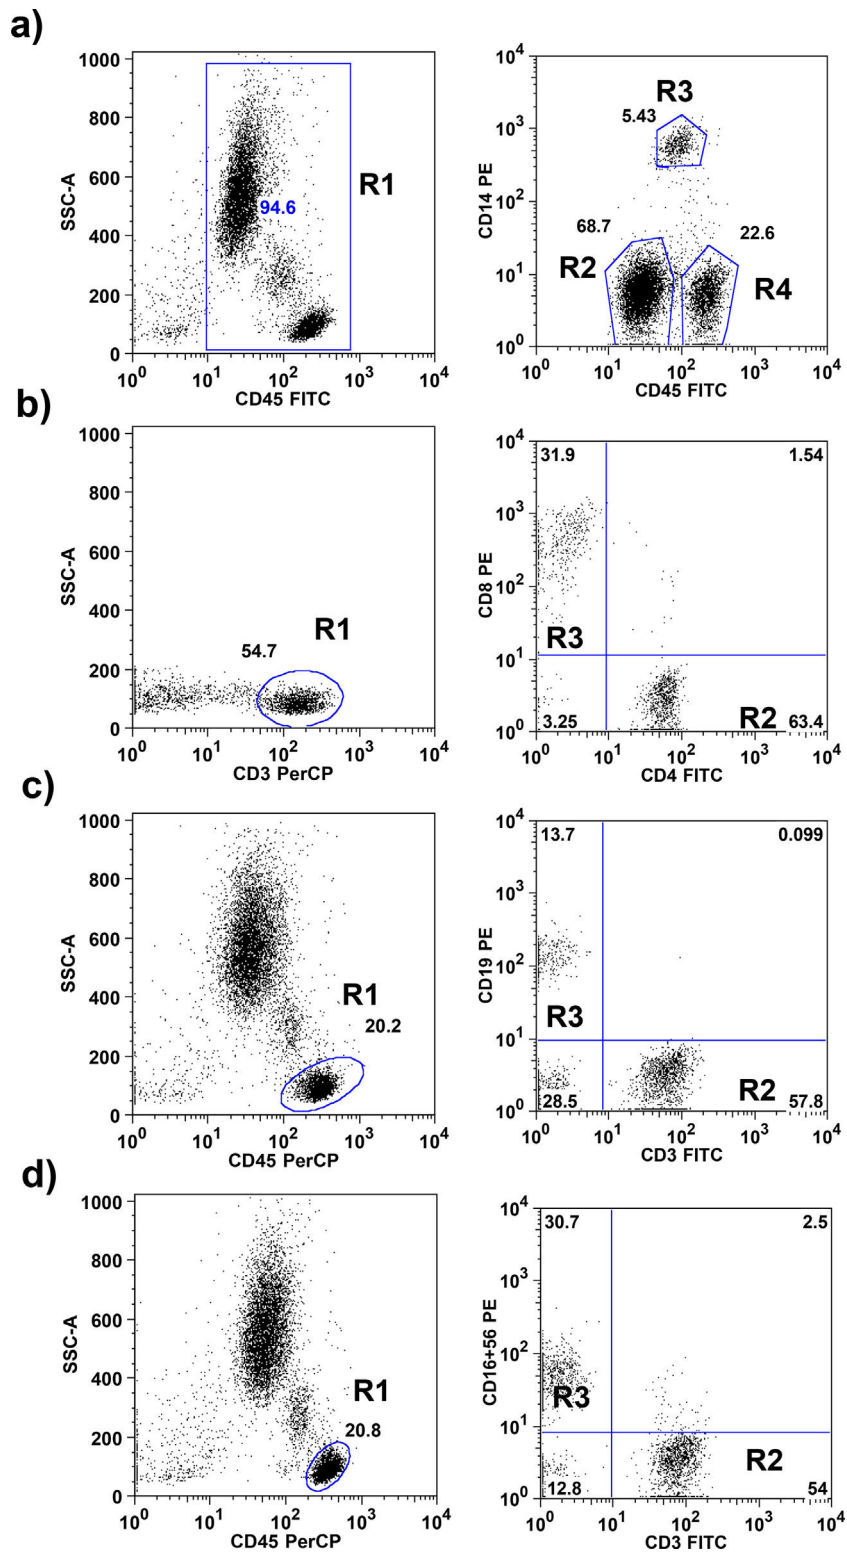 a)
1000
800
600
400
200
0
SSC-A
94.6
R1
10^0 10^1 10^2 10^3 10^4
CD45 FITC
10^4
10^3
10^2
10^1
10^0
CD14 PE
R3
5.43
68.7
22.6
R2
R4
10^0 10^1 10^2 10^3 10^4
CD45 FITC
b)
1000
800
600
400
200
0
SSC-A
R1
54.7
10^0 10^1 10^2 10^3 10^4
CD3 PerCP
10^4
10^3
10^2
10^1
10^0
CD8 PE
31.9 1.54
R3
R2
3.25 63.4
10^0 10^1 10^2 10^3 10^4
CD4 FITC
c)
1000
800
600
400
200
0
SSC-A
R1
20.2
10^0 10^1 10^2 10^3 10^4
CD45 PerCP
10^4
10^3
10^2
10^1
10^0
CD19 PE
13.7 0.099
R3
R2
28.5 57.8
10^0 10^1 10^2 10^3 10^4
CD3 FITC
d)
1000
800
600
400
200
0
SSC-A
R1
20.8
10^0 10^1 10^2 10^3 10^4
CD45 PerCP
10^4
10^3
10^2
10^1
10^0
CD16+56 PE
30.7 2.5
R3
R2
12.8 54
10^0 10^1 10^2 10^3 10^4
CD3 FITC